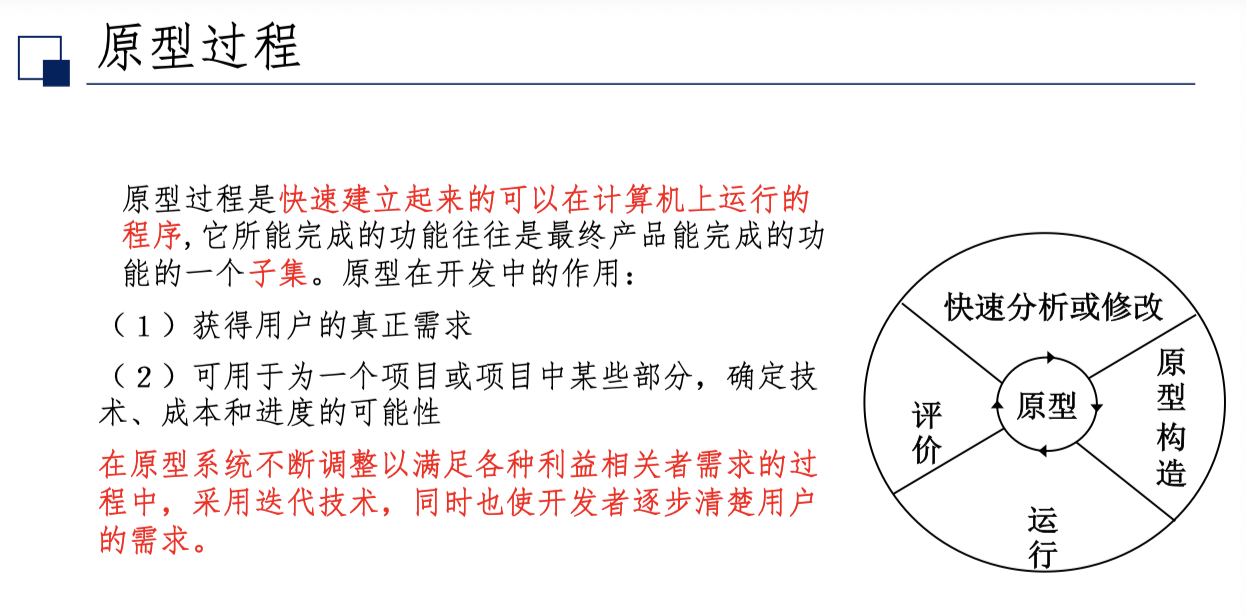 原型过程
原型过程是快速建立起来的可以在计算机上运行的
程序,它所能完成的功能往往是最终产品能完成的功
能的一个子集。原型在开发中的作用：
（1）获得用户的真正需求
（2）可用于为一个项目或项目中某些部分，确定技
术、成本和进度的可能性
在原型系统不断调整以满足各种利益相关者需求的过
程中，采用迭代技术，同时也使开发者逐步清楚用户
的需求。
快速分析或修改
原型构造
原型
评价
运行